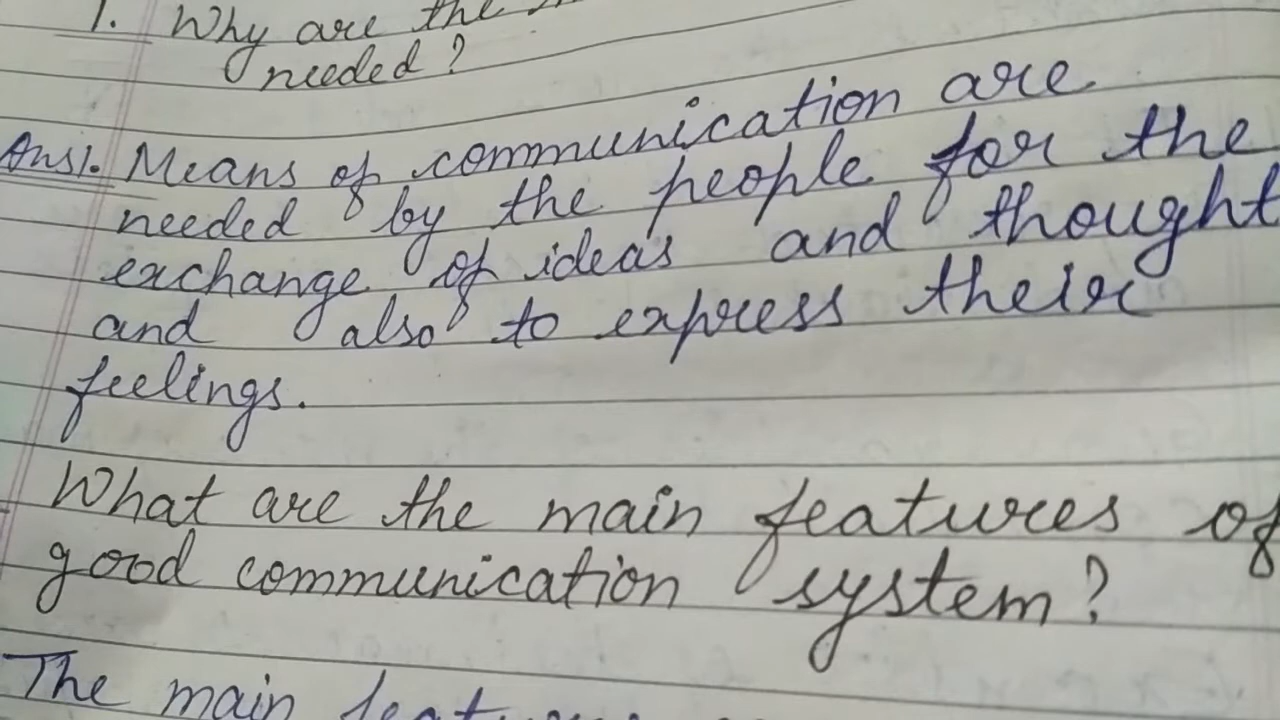 1. Why are the
needed?
Ans1. Means of communication are
needed by the people for the
exchange of ideas and thought
and also to express their
feelings.
What are the main features of
good communication system?
The main